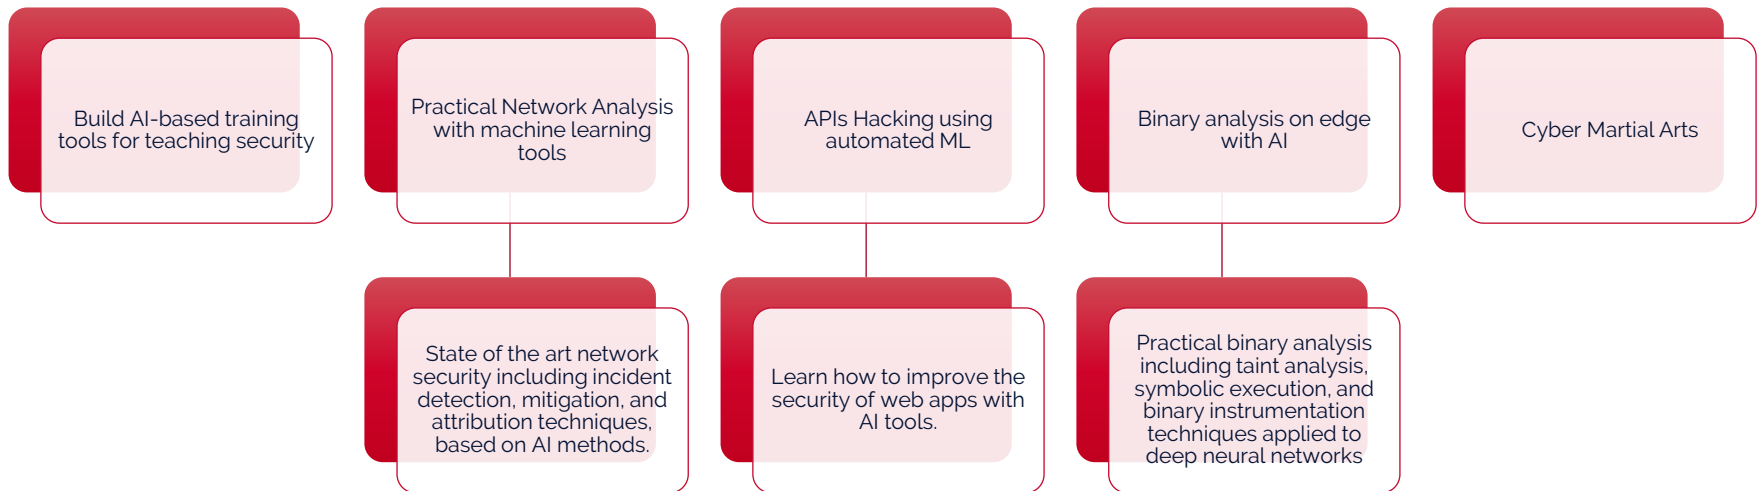 Build AI-based training
tools for teaching security
Practical Network Analysis
with machine learning
tools
APIs Hacking using
automated ML
Binary analysis on edge
with AI
Cyber Martial Arts
State of the art network
security including incident
detection, mitigation, and
attribution techniques,
based on AI methods.
Learn how to improve the
security of web apps with
AI tools.
Practical binary analysis
including taint analysis,
symbolic execution, and
binary instrumentation
techniques applied to
deep neural networks